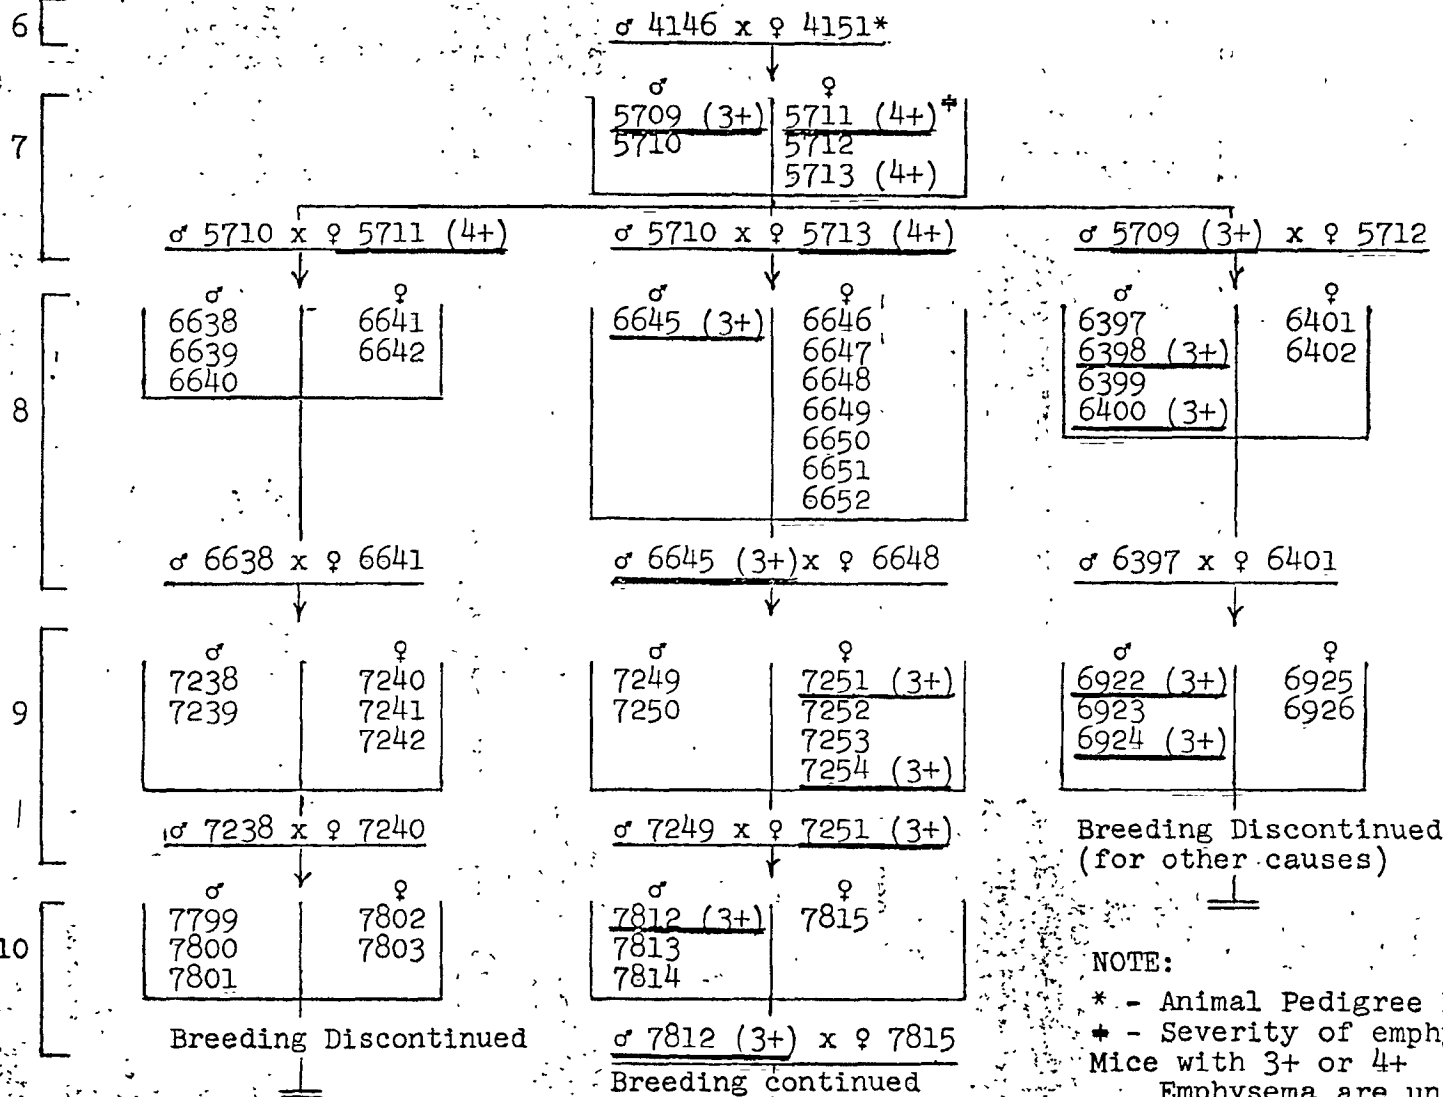 6
♂ 4146 x ♀ 4151*
7
♂ ♀
5709 (3+) 5711 (4+)‡
5710 5712
5713 (4+)
♂ 5710 x ♀ 5711 (4+) ♂ 5710 x ♀ 5713 (4+) ♂ 5709 (3+) x ♀ 5712
8
♂ ♀ ♂ ♀ ♂ ♀
6638 6641 6645 (3+) 6646 6397 6401
6639 6642 6647 6398 (3+) 6402
6640 6648 6399
6649 6400 (3+)
6650
6651
6652
♂ 6638 x ♀ 6641 ♂ 6645 (3+)x ♀ 6648 ♂ 6397 x ♀ 6401
9
♂ ♀ ♂ ♀ ♂ ♀
7238 7240 7249 7251 (3+) 6922 (3+) 6925
7239 7241 7250 7252 6923 6926
7242 7253 6924 (3+)
7254 (3+)
♂ 7238 x ♀ 7240 ♂ 7249 x ♀ 7251 (3+) Breeding Discontinued
(for other causes)
10
♂ ♀ ♂ ♀
7799 7802 7812 (3+) 7815
7800 7803 7813
7801 7814
Breeding Discontinued ♂ 7812 (3+) x ♀ 7815
Breeding continued
NOTE:
* - Animal Pedigree
‡ - Severity of emphy
Mice with 3+ or 4+
Emphysema are un